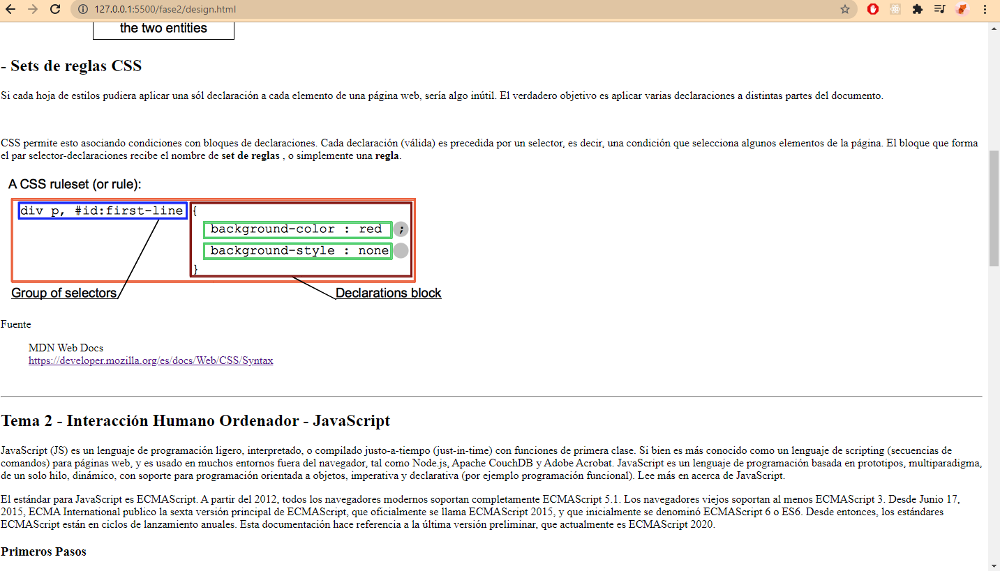 127.0.0.1:5500/fase2/design.html
the two entities
- Sets de reglas CSS
Si cada hoja de estilos pudiera aplicar una sól declaración a cada elemento de una página web, sería algo inútil. El verdadero objetivo es aplicar varias declaraciones a distintas partes del documento.
CSS permite esto asociando condiciones con bloques de declaraciones. Cada declaración (válida) es precedida por un selector, es decir, una condición que selecciona algunos elementos de la página. El bloque que forma
el par selector-declaraciones recibe el nombre de set de reglas , o simplemente una regla.
A CSS ruleset (or rule):
div p, #id:first-line {
background-color : red ;
background-style : none
}
Group of selectors
Declarations block
Fuente
MDN Web Docs
https://developer.mozilla.org/es/docs/Web/CSS/Syntax
Tema 2 - Interacción Humano Ordenador - JavaScript
JavaScript (JS) es un lenguaje de programación ligero, interpretado, o compilado justo-a-tiempo (just-in-time) con funciones de primera clase. Si bien es más conocido como un lenguaje de scripting (secuencias de
comandos) para páginas web, y es usado en muchos entornos fuera del navegador, tal como Node.js, Apache CouchDB y Adobe Acrobat. JavaScript es un lenguaje de programación basada en prototipos, multiparadigma,
de un solo hilo, dinámico, con soporte para programación orientada a objetos, imperativa y declarativa (por ejemplo programación funcional). Lee más en acerca de JavaScript.
El estándar para JavaScript es ECMAScript. A partir del 2012, todos los navegadores modernos soportan completamente ECMAScript 5.1. Los navegadores viejos soportan al menos ECMAScript 3. Desde Junio 17,
2015, ECMA International publico la sexta versión principal de ECMAScript, que oficialmente se llama ECMAScript 2015, y que inicialmente se denominó ECMAScript 6 o ES6. Desde entonces, los estándares
ECMAScript están en ciclos de lanzamiento anuales. Esta documentación hace referencia a la última versión preliminar, que actualmente es ECMAScript 2020.
Primeros Pasos